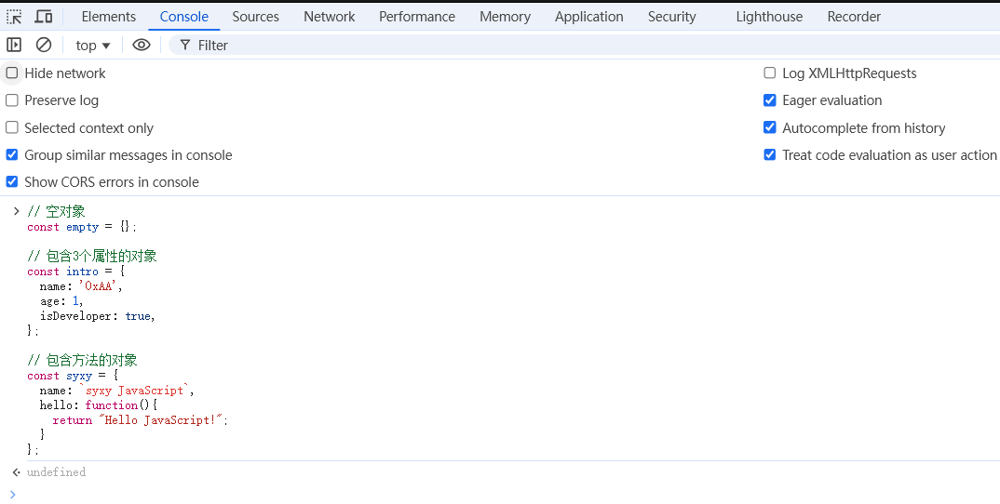 Elements Console Sources Network Performance Memory Application Security Lighthouse Recorder
top Filter
Hide network Log XMLHttpRequests
Preserve log Eager evaluation
Selected context only Autocomplete from history
Group similar messages in console Treat code evaluation as user action
Show CORS errors in console
// 空对象
const empty = {};
// 包含3个属性的对象
const intro = {
name: '0xAA',
age: 1,
isDeveloper: true,
};
// 包含方法的对象
const syxy = {
name: `syxy JavaScript`,
hello: function(){
return "Hello JavaScript!";
}
};
undefined